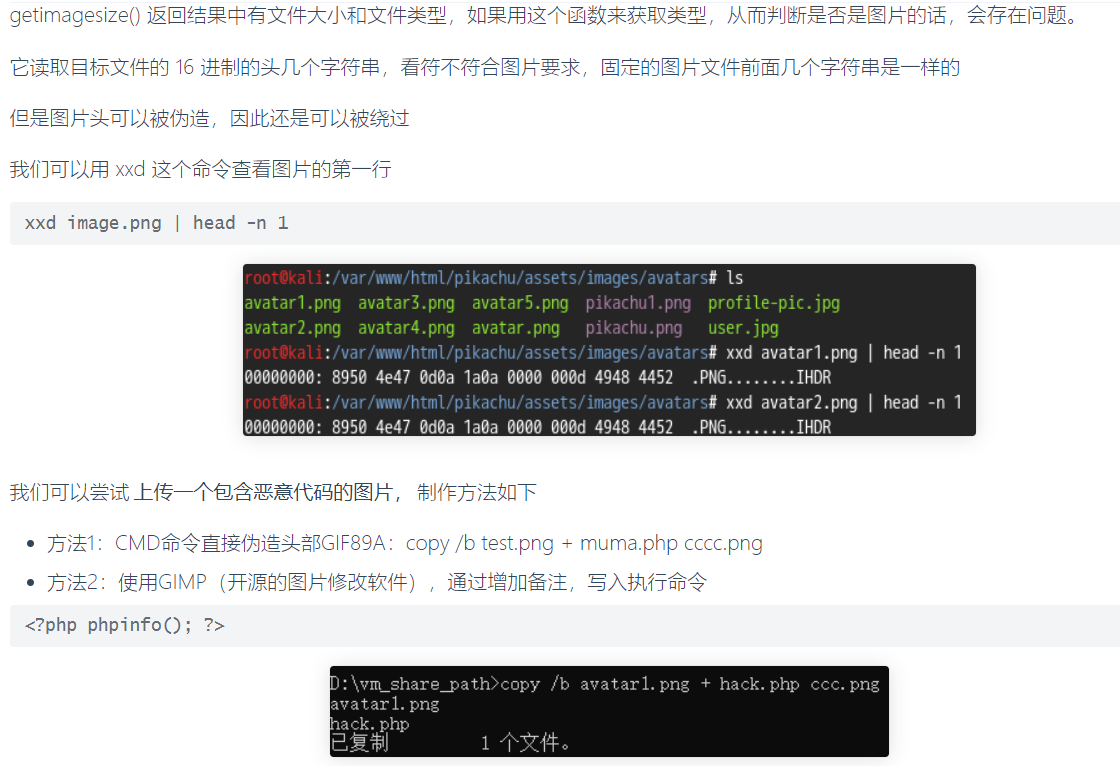 getimagesize() 返回结果中有文件大小和文件类型，如果用这个函数来获取类型，从而判断是否是图片的话，会存在问题。
它读取目标文件的 16 进制的头几个字符串，看符不符合图片要求，固定的图片文件前面几个字符串是一样的
但是图片头可以被伪造，因此还是可以被绕过
我们可以用 xxd 这个命令查看图片的第一行
xxd image.png | head -n 1
root@kali:/var/www/html/pikachu/assets/images/avatars# ls
avatar1.png avatar3.png avatar5.png pikachu1.png profile-pic.jpg
avatar2.png avatar4.png avatar.png pikachu.png user.jpg
root@kali:/var/www/html/pikachu/assets/images/avatars# xxd avatar1.png | head -n 1
00000000: 8950 4e47 0d0a 1a0a 0000 000d 4948 4452 .PNG........IHDR
root@kali:/var/www/html/pikachu/assets/images/avatars# xxd avatar2.png | head -n 1
00000000: 8950 4e47 0d0a 1a0a 0000 000d 4948 4452 .PNG........IHDR
我们可以尝试 上传一个包含恶意代码的图片， 制作方法如下
• 方法1：CMD命令直接伪造头部GIF89A：copy /b test.png + muma.php cccc.png
• 方法2：使用GIMP（开源的图片修改软件），通过增加备注，写入执行命令
<?php phpinfo(); ?>
D:\vm_share_path>copy /b avatar1.png + hack.php ccc.png
avatar1.png
hack.php
已复制 1 个文件。